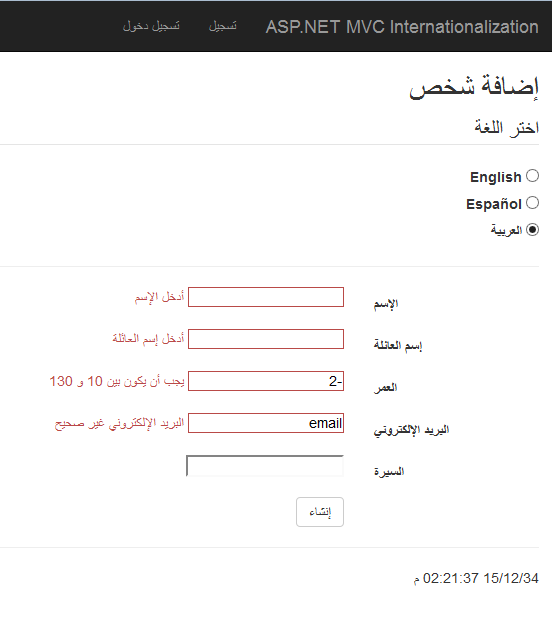 ASP.NET MVC Internationalization تسجيل تسجيل دخول
إضافة شخص
اختر اللغة
English
Español
العربية
الإسم أدخل الإسم
إسم العائلة أدخل إسم العائلة
العمر -2 يجب أن يكون بين 10 و 130
البريد الإلكتروني email البريد الإلكتروني غير صحيح
السيرة
إنشاء
15/12/34 02:21:37 م